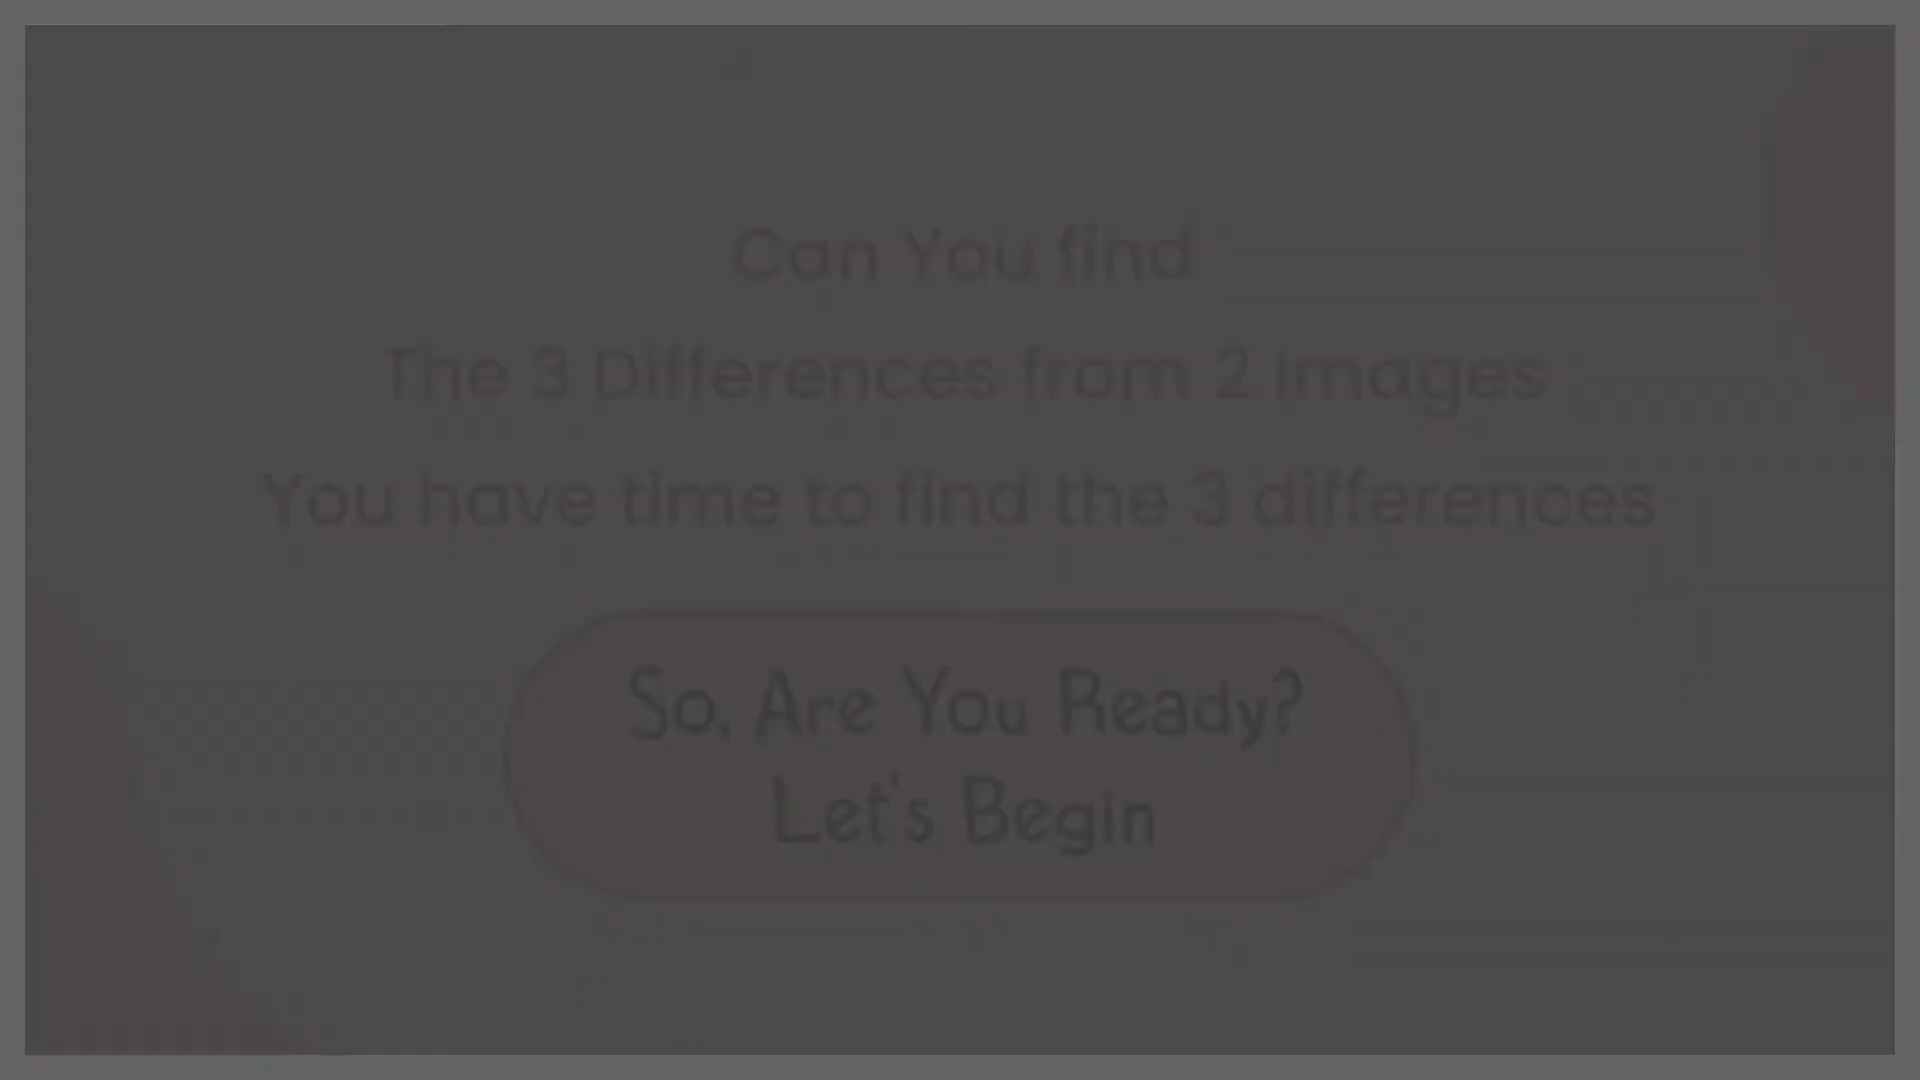 Can You find
The 3 Differences from 2 Images
You have time to find the 3 differences
So, Are You Ready?
Let's Begin